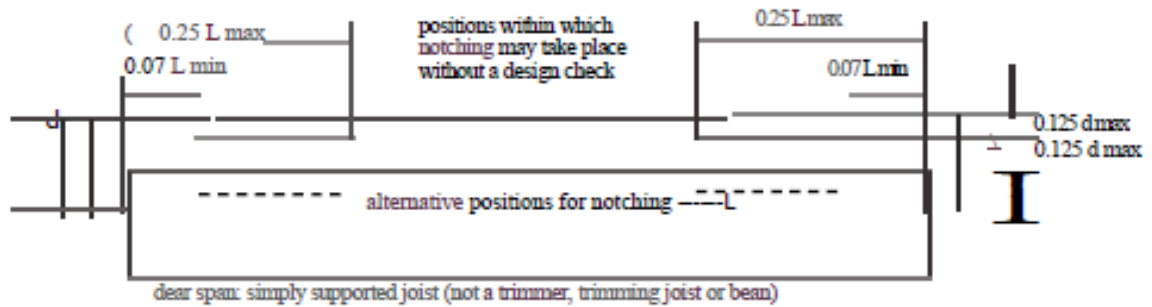 ( 0.25 L max
0.07 L min
positions within which
notching may take place
without a design check
0.25 L max
0.07 L min
d
0.125 d max
0.125 d max
alternative positions for notching -----L
I
dear span: simply supported joist (not a trimmer, trimming joist or bean)